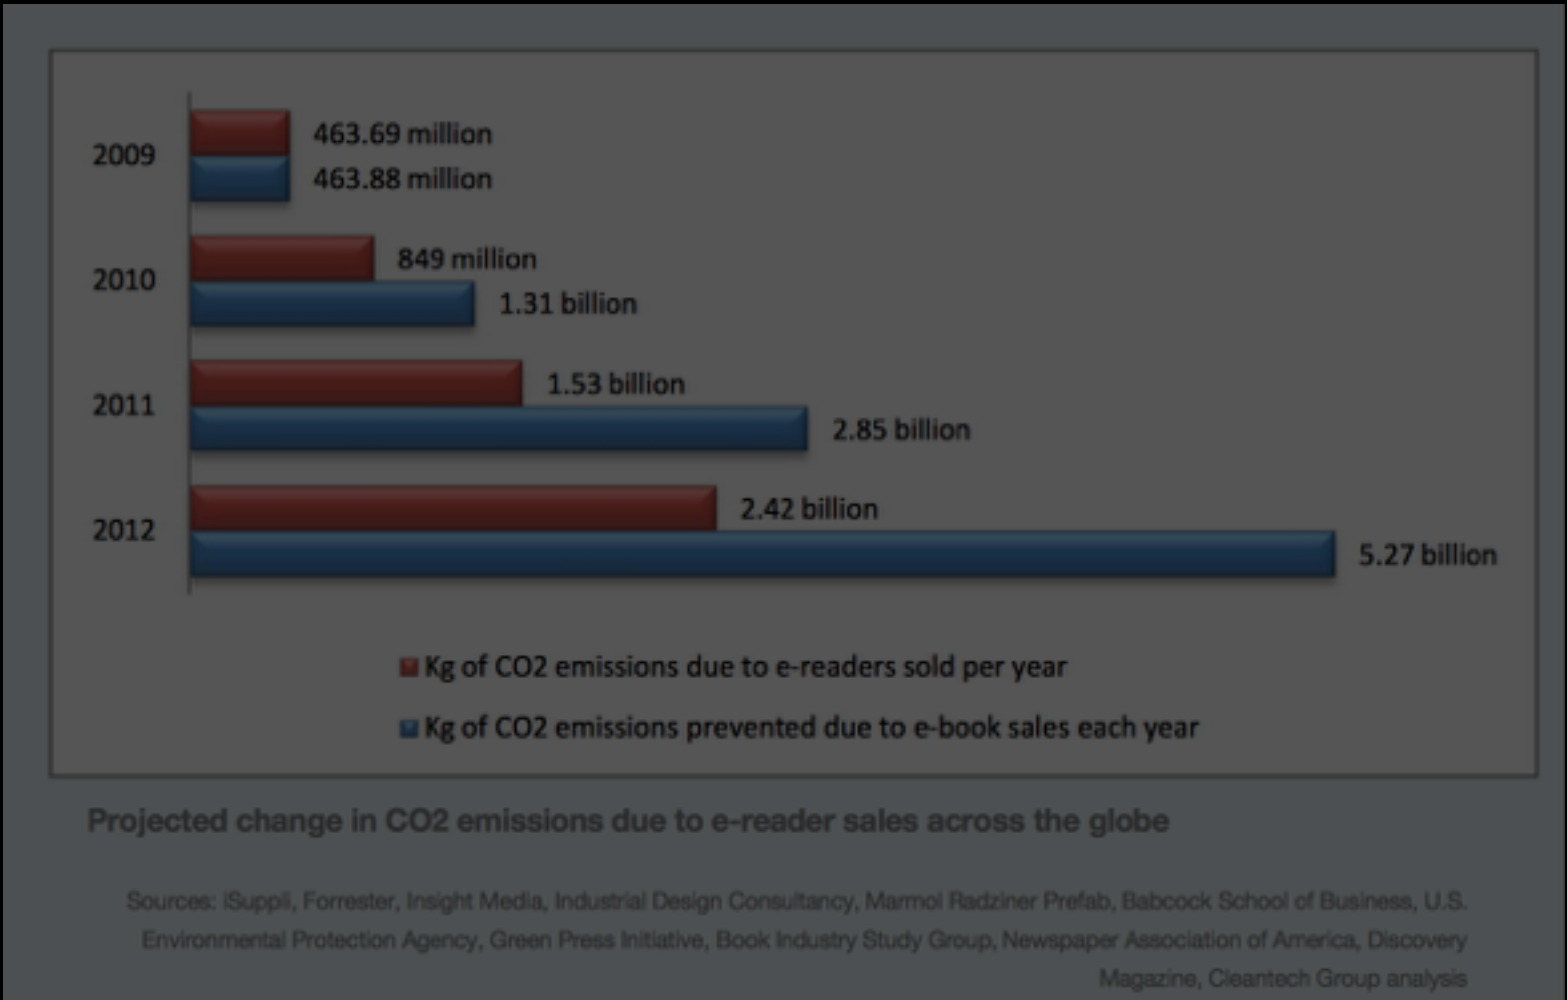 2009
463.69 million
463.88 million
2010
849 million
1.31 billion
2011
1.53 billion
2.85 billion
2012
2.42 billion
5.27 billion
Kg of CO2 emissions due to e-readers sold per year
Kg of CO2 emissions prevented due to e-book sales each year
Projected change in CO2 emissions due to e-reader sales across the globe
Sources: iSuppli, Forrester, Insight Media, Industrial Design Consultancy, Marmol Radziner Prefab, Babcock School of Business, U.S.
Environmental Protection Agency, Green Press Initiative, Book Industry Study Group, Newspaper Association of America, Discovery
Magazine, Cleantech Group analysis